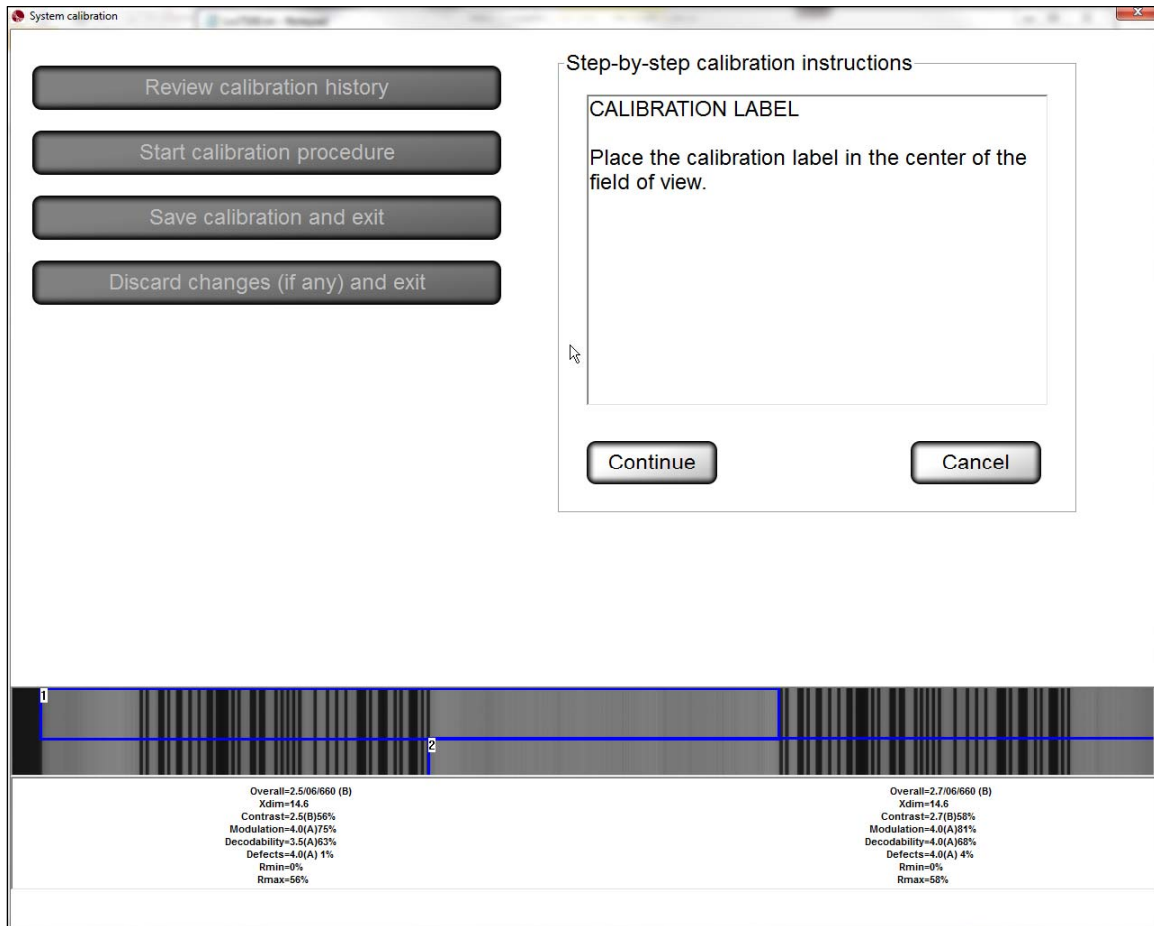 System calibration
Review calibration history
Start calibration procedure
Save calibration and exit
Discard changes (if any) and exit
Step-by-step calibration instructions
CALIBRATION LABEL
Place the calibration label in the center of the
field of view.
Continue
Cancel
1
2
Overall=2.5/06/660 (B)
Xdim=14.6
Contrast=2.5(B)56%
Modulation=4.0(A)75%
Decodability=3.5(A)63%
Defects=4.0(A) 1%
Rmin=0%
Rmax=56%
Overall=2.7/06/660 (B)
Xdim=14.6
Contrast=2.7(B)58%
Modulation=4.0(A)81%
Decodability=4.0(A)68%
Defects=4.0(A) 4%
Rmin=0%
Rmax=58%